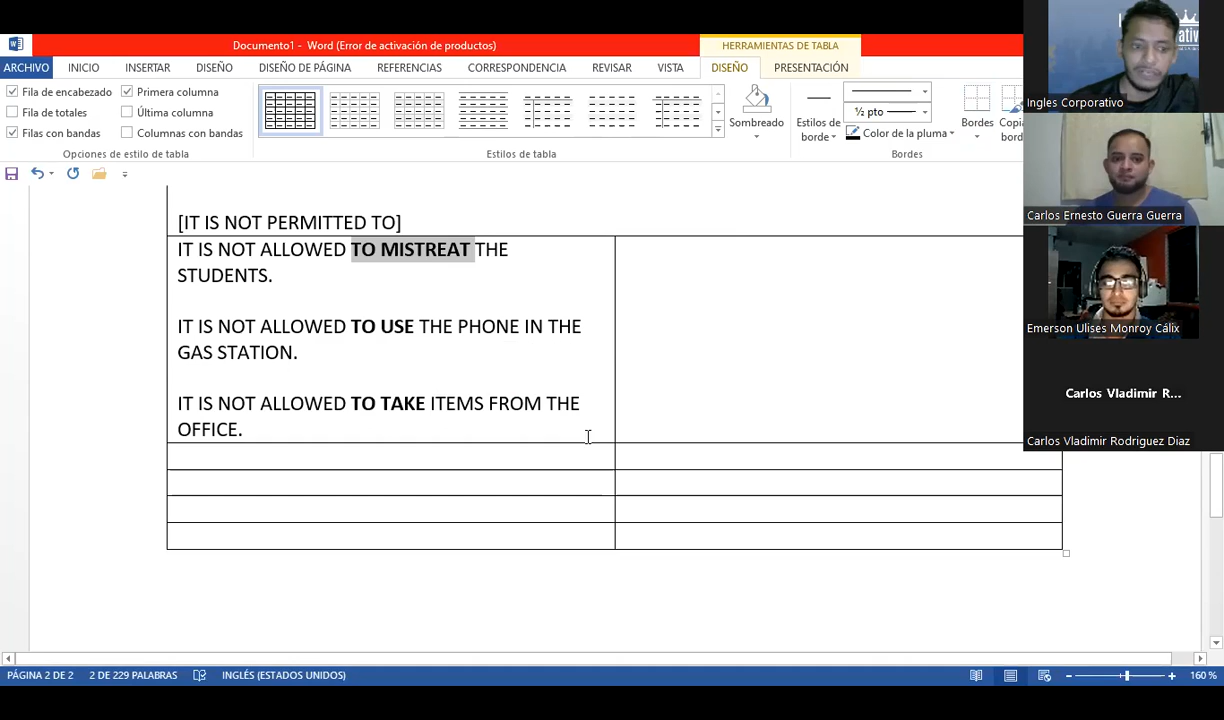 Documento1 - Word (Error de activación de productos)
HERRAMIENTAS DE TABLA
ARCHIVO INICIO INSERTAR DISEÑO DISEÑO DE PÁGINA REFERENCIAS CORRESPONDENCIA REVISAR VISTA DISEÑO PRESENTACIÓN
Fila de encabezado Primera columna
Fila de totales Última columna
Filas con bandas Columnas con bandas
Opciones de estilo de tabla
Estilos de tabla
Sombreado
Estilos de borde
½ pto
Color de la pluma
Bordes
Bordes
[IT IS NOT PERMITTED TO]
IT IS NOT ALLOWED TO MISTREAT THE
STUDENTS.
IT IS NOT ALLOWED TO USE THE PHONE IN THE
GAS STATION.
IT IS NOT ALLOWED TO TAKE ITEMS FROM THE
OFFICE.
Ingles Corporativo
Carlos Ernesto Guerra Guerra
Emerson Ulises Monroy Cálix
Carlos Vladimir R...
Carlos Vladimir Rodriguez Diaz
PÁGINA 2 DE 2 2 DE 229 PALABRAS INGLÉS (ESTADOS UNIDOS) 160 %